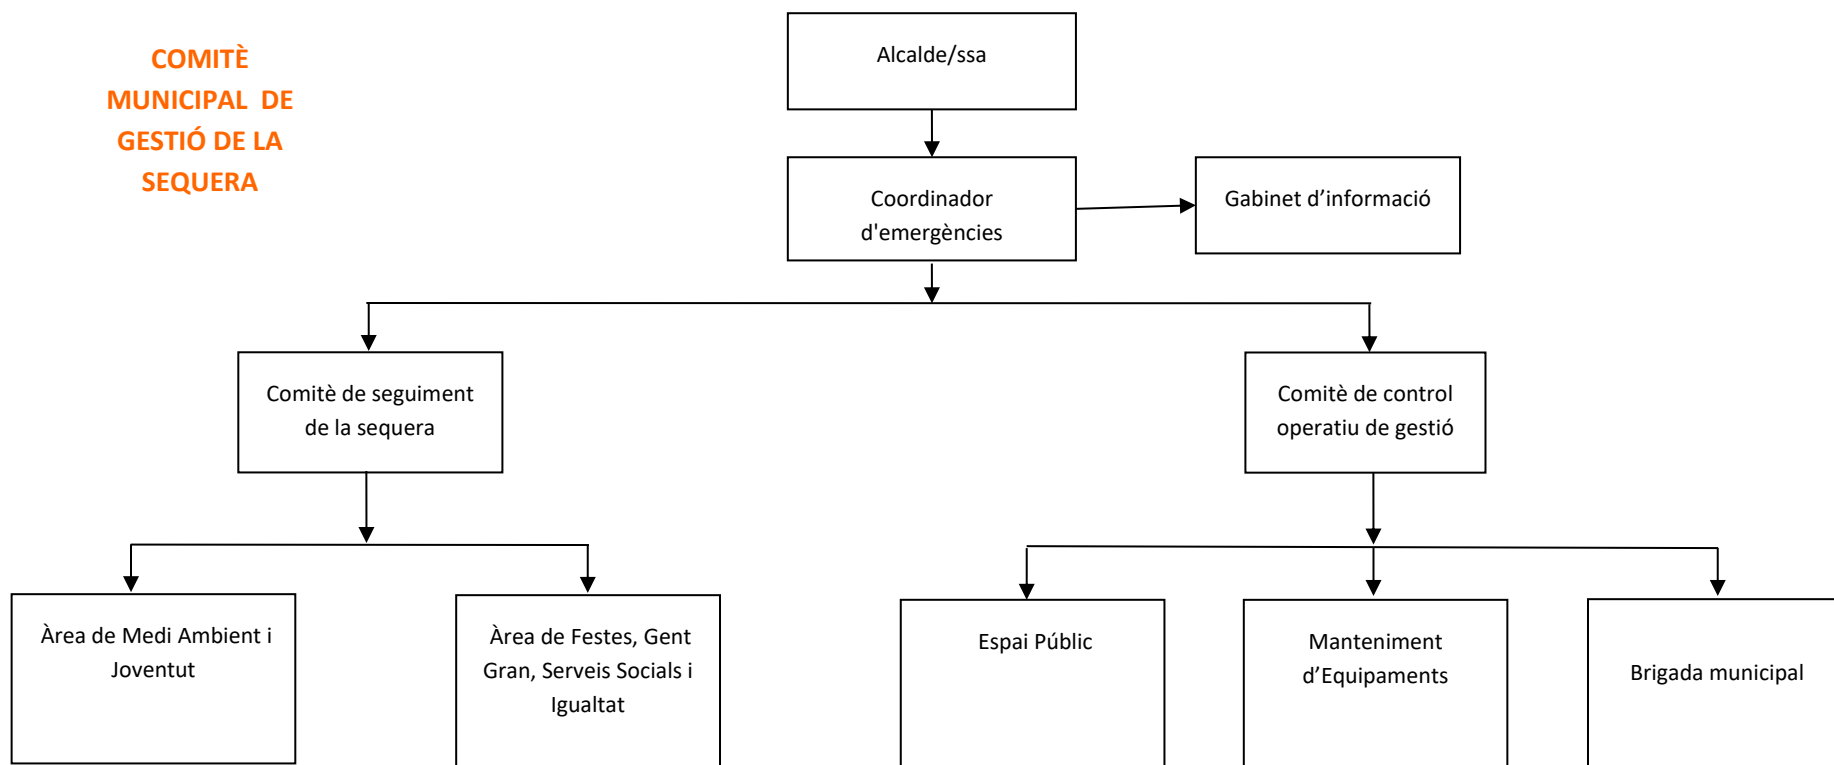 COMITÈ
MUNICIPAL DE
GESTIÓ DE LA
SEQUERA
Alcalde/ssa
Coordinador
d'emergències
Gabinet d’informació
Comitè de seguiment
de la sequera
Comitè de control
operatiu de gestió
Àrea de Medi Ambient i
Joventut
Àrea de Festes, Gent
Gran, Serveis Socials i
Igualtat
Espai Públic
Manteniment
d’Equipaments
Brigada municipal